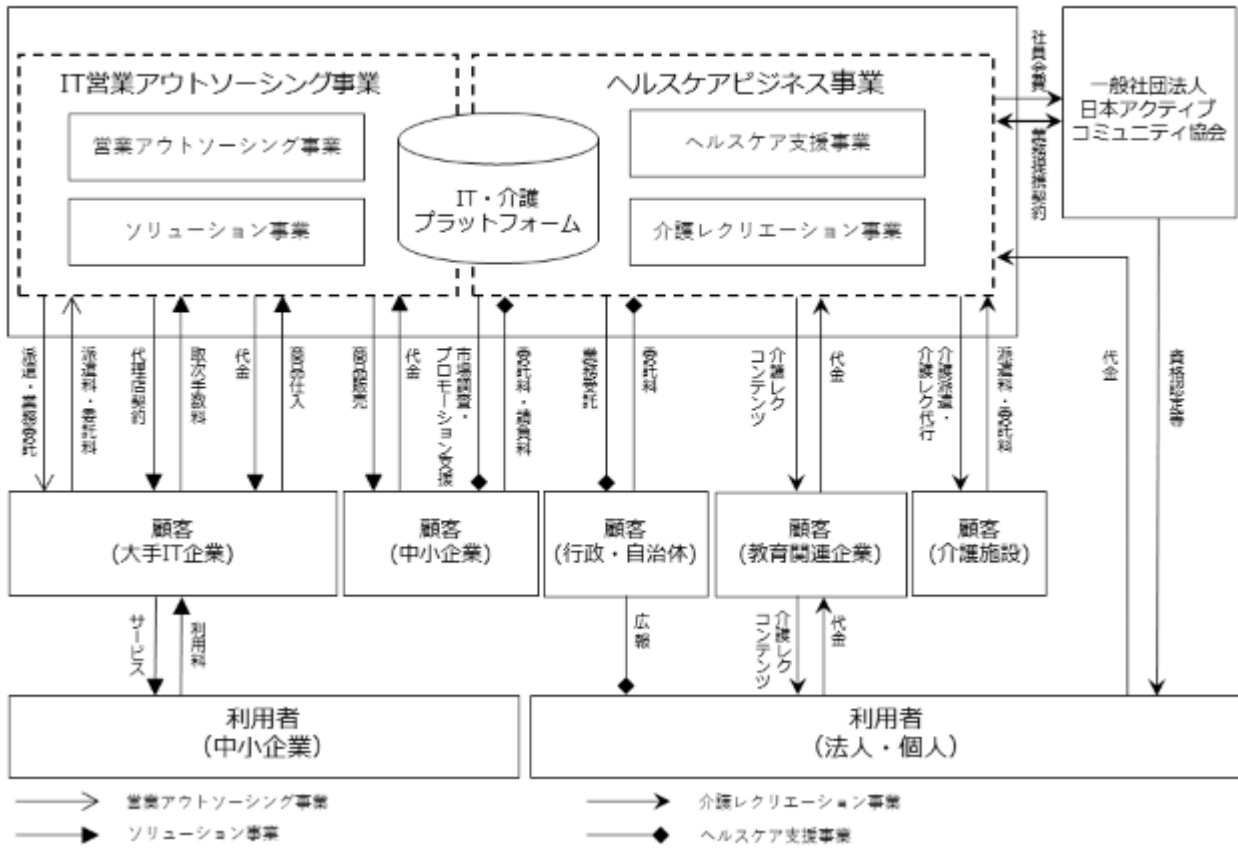 IT営業アウトソーシング事業
営業アウトソーシング事業
ソリューション事業
IT・介護
プラットフォーム
ヘルスケアビジネス事業
ヘルスケア支援事業
介護レクリエーション事業
社員会費
業務提携契約
一般社団法人
日本アクティブ
コミュニティ協会
派遣・業務委託
派遣料・委託料
代理店契約
取次手数料
代金
商品仕入
商品販売
代金
市場調査・
プロモーション支援
委託料・請負料
業務委託
委託料
介護レク
コンテンツ
代金
介護派遣・
介護レク代行
派遣料・委託料
代金
資格認定等
顧客
(大手IT企業)
顧客
(中小企業)
顧客
(行政・自治体)
顧客
(教育関連企業)
顧客
(介護施設)
サービス
利用料
広報
介護レク
コンテンツ
代金
利用者
(中小企業)
利用者
(法人・個人)
営業アウトソーシング事業
ソリューション事業
介護レクリエーション事業
ヘルスケア支援事業